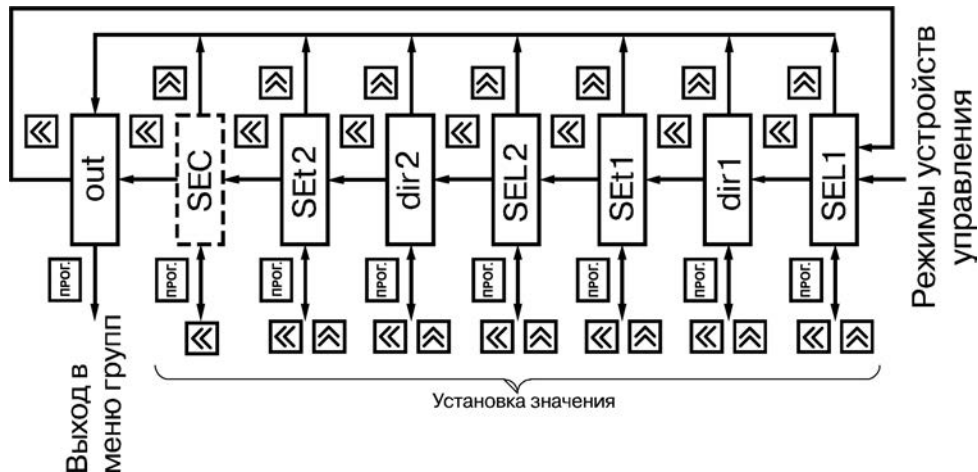 Режимы устройств
управления
SEL1
dir1
SEt1
SEL2
dir2
SEt2
SEC
out
прог.
прог.
прог.
прог.
прог.
прог.
прог.
прог.
Выход в
меню групп
Установка значения